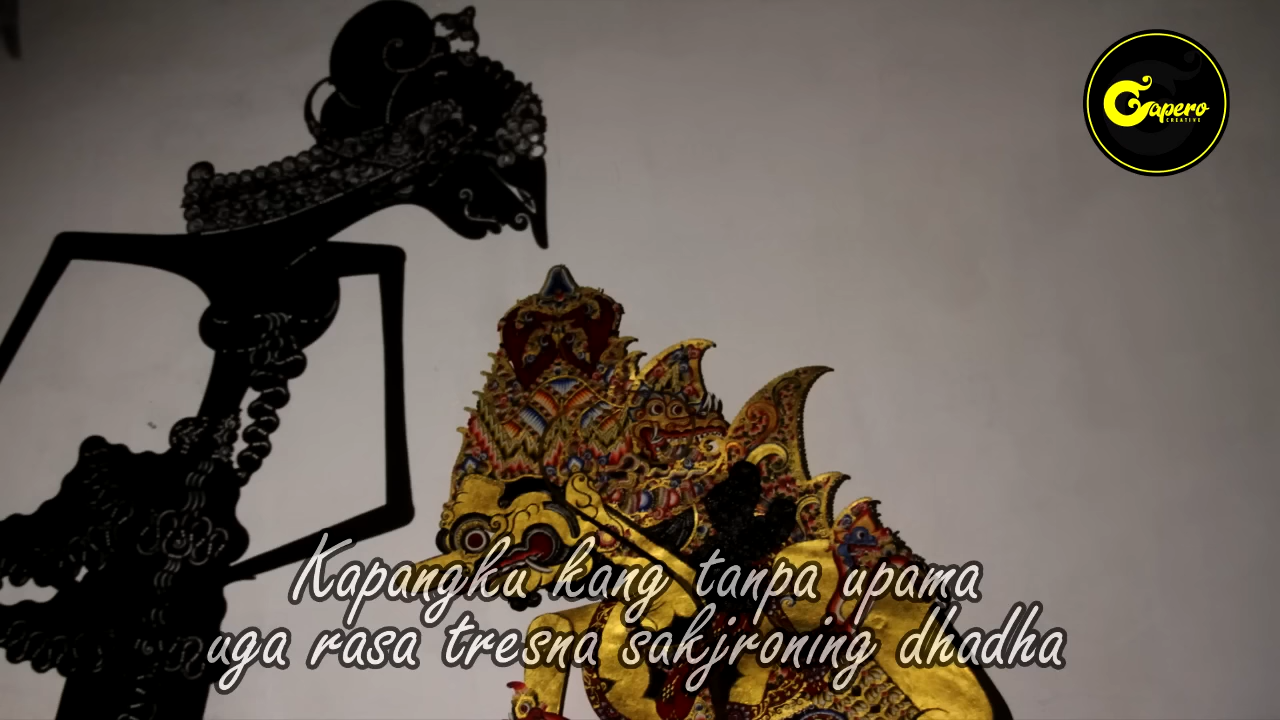 Gapero
CREATIVE
Kapangku kang tanpa upama
uga rasa tresna sakjroning dhadha